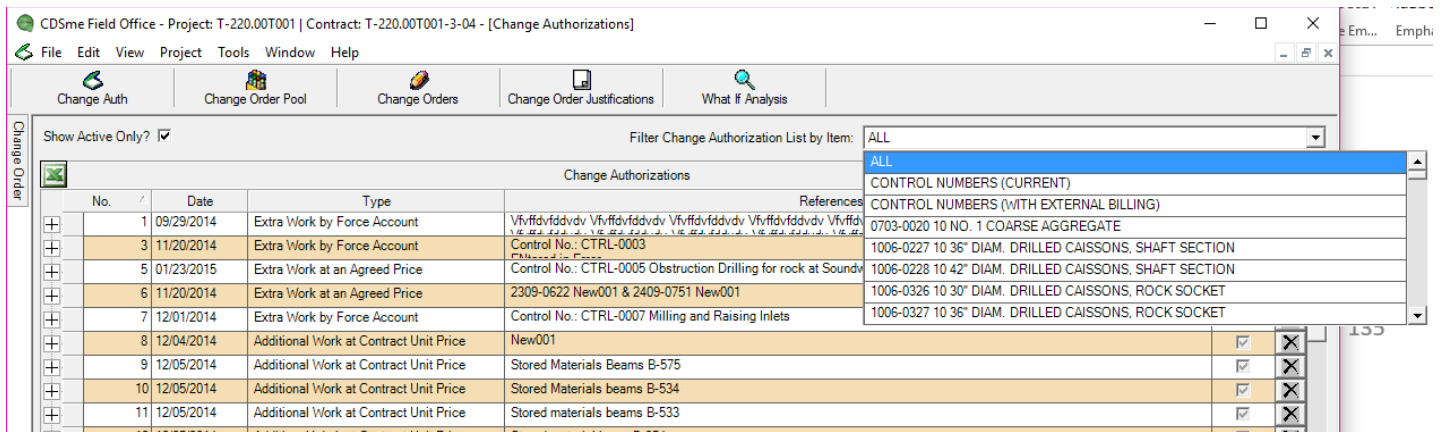 CDSme Field Office - Project: T-220.00T001 | Contract: T-220.00T001-3-04 - [Change Authorizations]
File Edit View Project Tools Window Help
e Em... Empha
Change Auth Change Order Pool Change Orders Change Order Justifications What If Analysis
Change Order
Show Active Only? Filter Change Authorization List by Item: ALL
ALL
CONTROL NUMBERS (CURRENT)
CONTROL NUMBERS (WITH EXTERNAL BILLING)
0703-0020 10 NO. 1 COARSE AGGREGATE
1006-0227 10 36" DIAM. DRILLED CAISSONS, SHAFT SECTION
1006-0228 10 42" DIAM. DRILLED CAISSONS, SHAFT SECTION
1006-0326 10 30" DIAM. DRILLED CAISSONS, ROCK SOCKET
1006-0327 10 36" DIAM. DRILLED CAISSONS, ROCK SOCKET
Change Authorizations
No. Date Type References
1 09/29/2014 Extra Work by Force Account Vfvffdvfddvdv Vfvffdvfddvdv Vfvffdvfddvdv Vfvffdvfddvdv Vfvffdv
3 11/20/2014 Extra Work by Force Account Control No.: CTRL-0003
5 01/23/2015 Extra Work at an Agreed Price Control No.: CTRL-0005 Obstruction Drilling for rock at Soundw
6 11/20/2014 Extra Work at an Agreed Price 2309-0622 New001 & 2409-0751 New001
7 12/01/2014 Extra Work by Force Account Control No.: CTRL-0007 Milling and Raising Inlets
8 12/04/2014 Additional Work at Contract Unit Price New001
9 12/05/2014 Additional Work at Contract Unit Price Stored Materials Beams B-575
10 12/05/2014 Additional Work at Contract Unit Price Stored Materials beams B-534
11 12/05/2014 Additional Work at Contract Unit Price Stored materials beams B-533